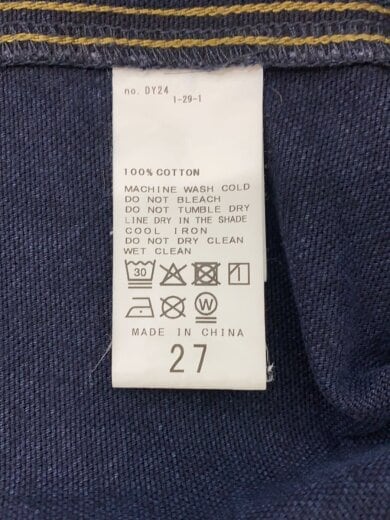 no. DY24
1-29-1
100% COTTON
MACHINE WASH COLD
DO NOT BLEACH
DO NOT TUMBLE DRY
LINE DRY IN THE SHADE
COOL IRON
DO NOT DRY CLEAN
WET CLEAN
30
W
MADE IN CHINA
27